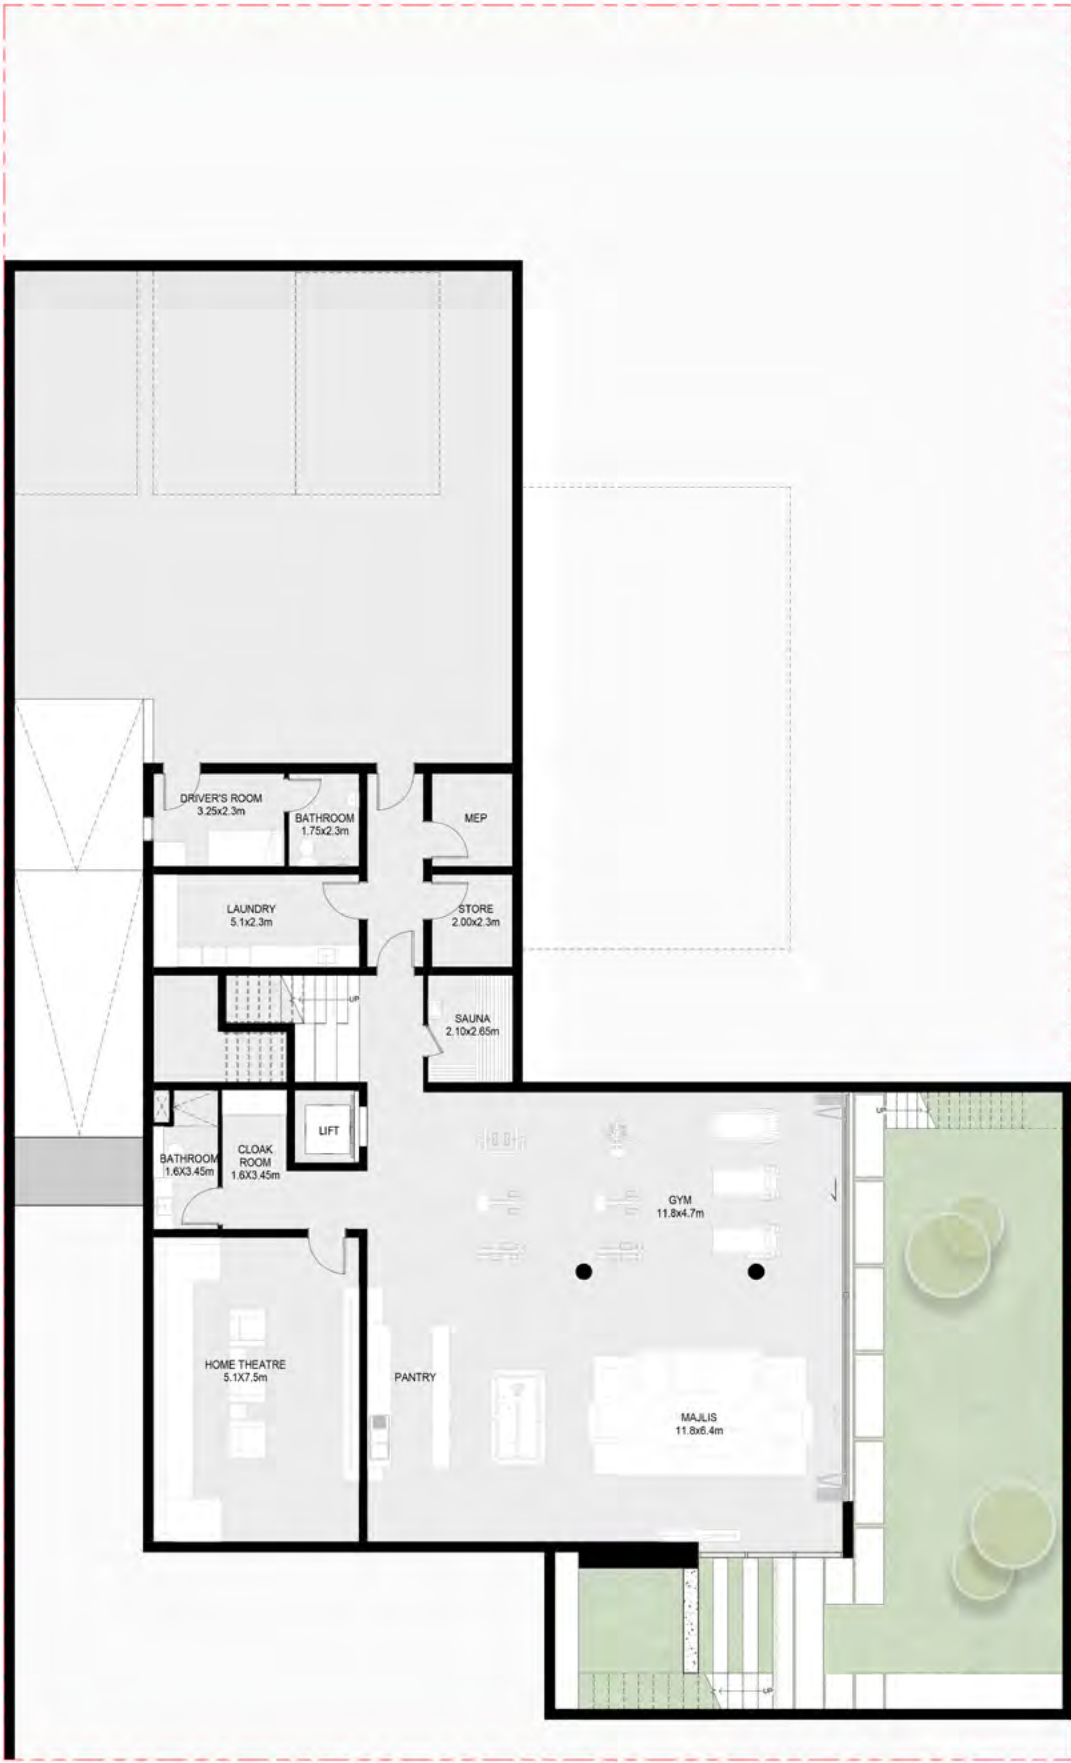 DRIVER'S ROOM
3.25x2.3m
BATHROOM
1.75x2.3m
MEP
LAUNDRY
5.1x2.3m
STORE
2.00x2.3m
UP
SAUNA
2.10x2.65m
LIFT
BATHROOM
1.6X3.45m
CLOAK
ROOM
1.6X3.45m
UP
GYM
11.8x4.7m
HOME THEATRE
5.1X7.5m
PANTRY
MAJLIS
11.8x6.4m
UP